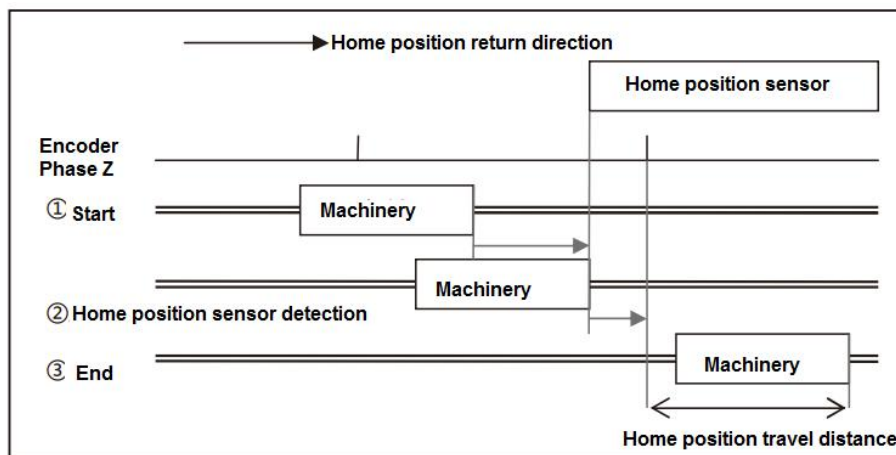 Home position return direction
Home position sensor
Encoder
Phase Z
① Start
Machinery
Machinery
② Home position sensor detection
③ End
Machinery
Home position travel distance